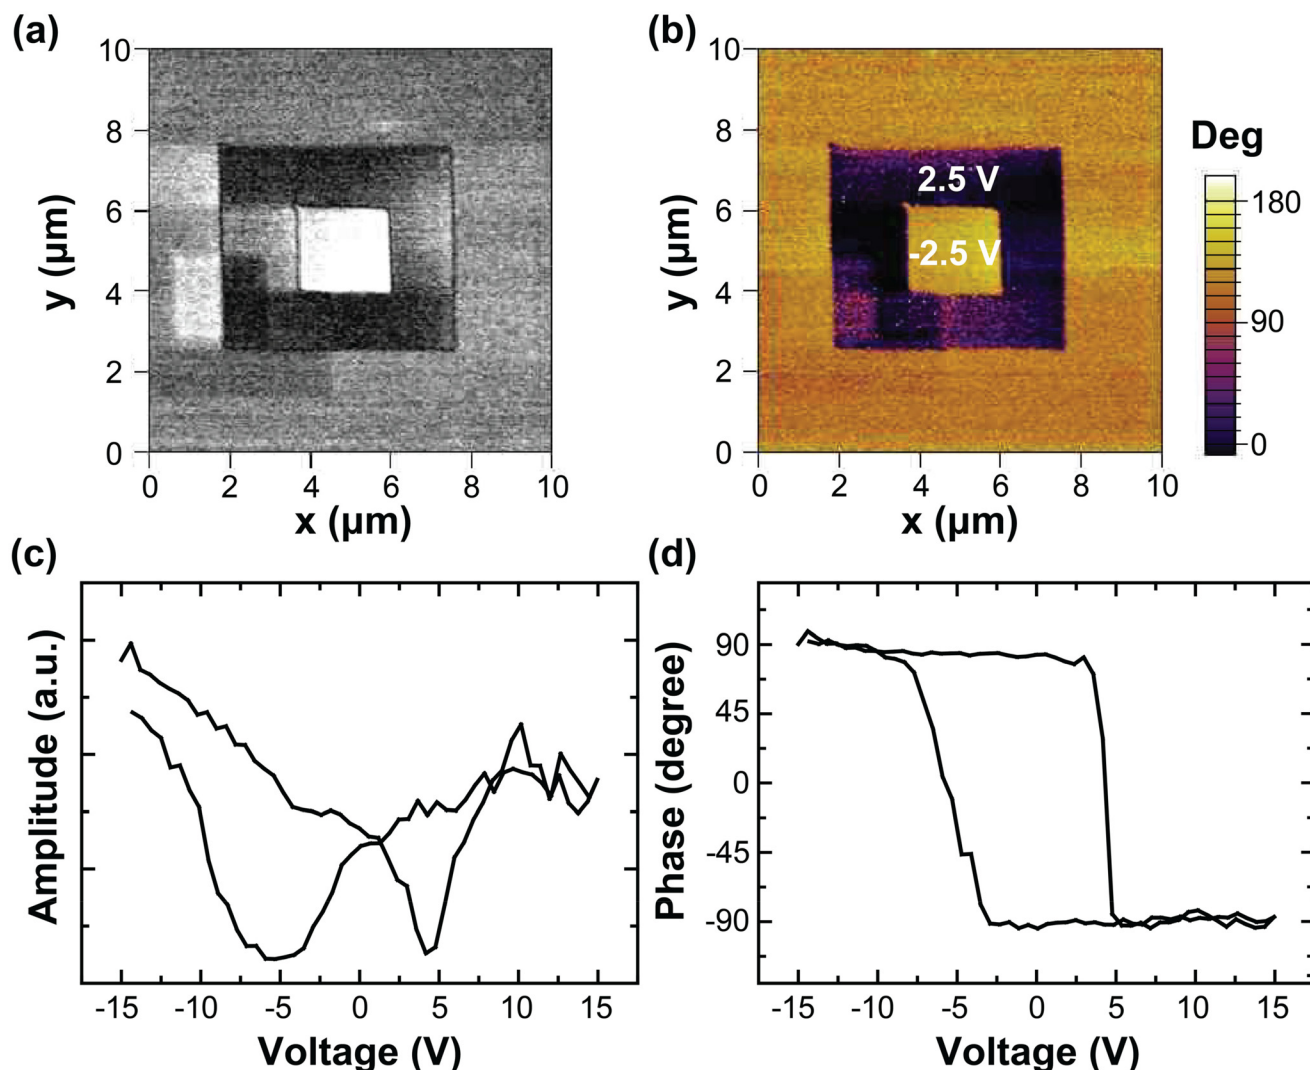 (a)
10
8
6
4
2
0
y (µm)
0 2 4 6 8 10
x (µm)
(b)
10
8
6
4
2
0
y (µm)
2.5 V
-2.5 V
0 2 4 6 8 10
x (µm)
Deg
180
90
0
(c)
Amplitude (a.u.)
-15 -10 -5 0 5 10 15
Voltage (V)
(d)
90
45
0
-45
-90
Phase (degree)
-15 -10 -5 0 5 10 15
Voltage (V)